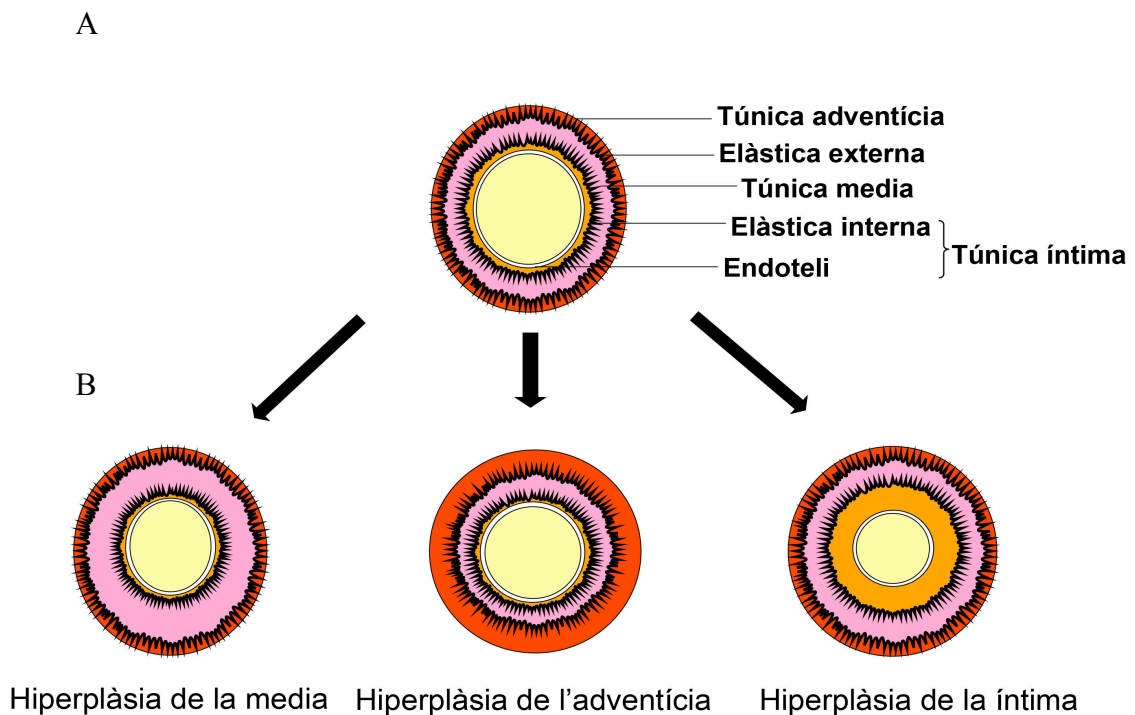 A
Túnica adventícia
Elàstica externa
Túnica media
Elàstica interna
Túnica íntima
Endoteli
B
Hiperplàsia de la media
Hiperplàsia de l'adventícia
Hiperplàsia de la íntima